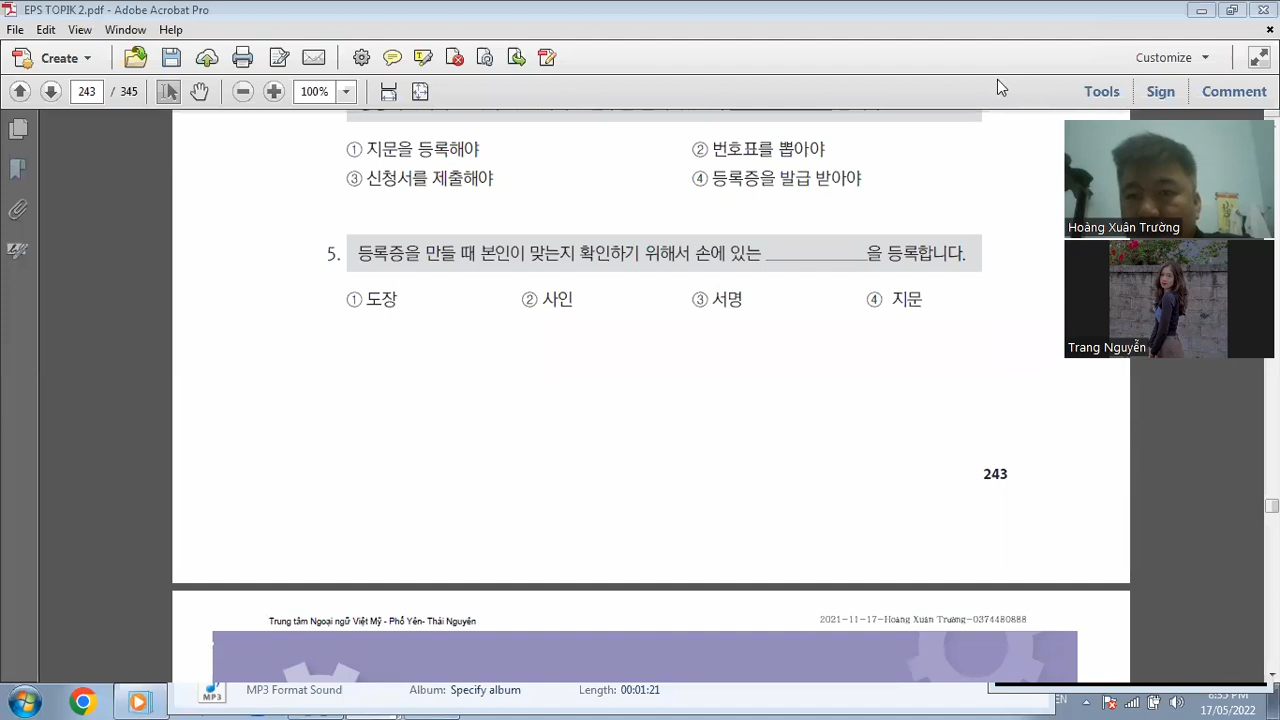 EPS TOPIK 2.pdf - Adobe Acrobat Pro
File Edit View Window Help
Create Customize
243 / 345 100% Tools Sign Comment
① 지문을 등록해야 ② 번호표를 뽑아야
③ 신청서를 제출해야 ④ 등록증을 발급 받아야
5. 등록증을 만들 때 본인이 맞는지 확인하기 위해서 손에 있는 ____________을 등록합니다.
① 도장 ② 사인 ③ 서명 ④ 지문
243
Hoàng Xuân Trường
Trang Nguyễn
Trung tâm Ngoại ngữ Việt Mỹ - Phổ Yên- Thái Nguyên 2021-11-17-Hoàng Xuân Trường-0374480888
MP3 MP3 Format Sound Album: Specify album Length: 00:01:21
17/05/2022